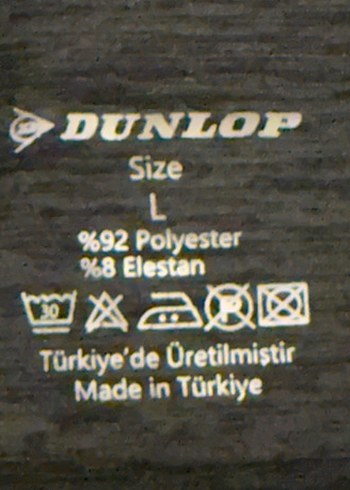 DUNLOP
Size
L
%92 Polyester
%8 Elestan
30 P
Türkiye'de Üretilmiştir
Made in Türkiye